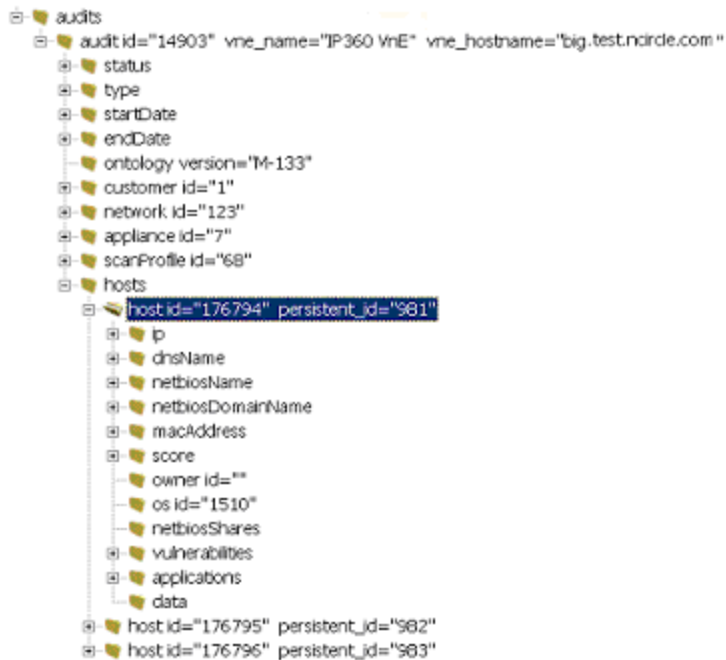 audits
audit id="14903" vne_name="IP360 VnE" vne_hostname="big.test.ncircle.com"
status
type
startDate
endDate
ontology version="M-133"
customer id="1"
network id="123"
appliance id="7"
scanProfile id="68"
hosts
host id="176794" persistent_id="981"
ip
dnsName
netbiosName
netbiosDomainName
macAddress
score
owner id=""
os id="1510"
netbiosShares
vulnerabilities
applications
data
host id="176795" persistent_id="982"
host id="176796" persistent_id="983"